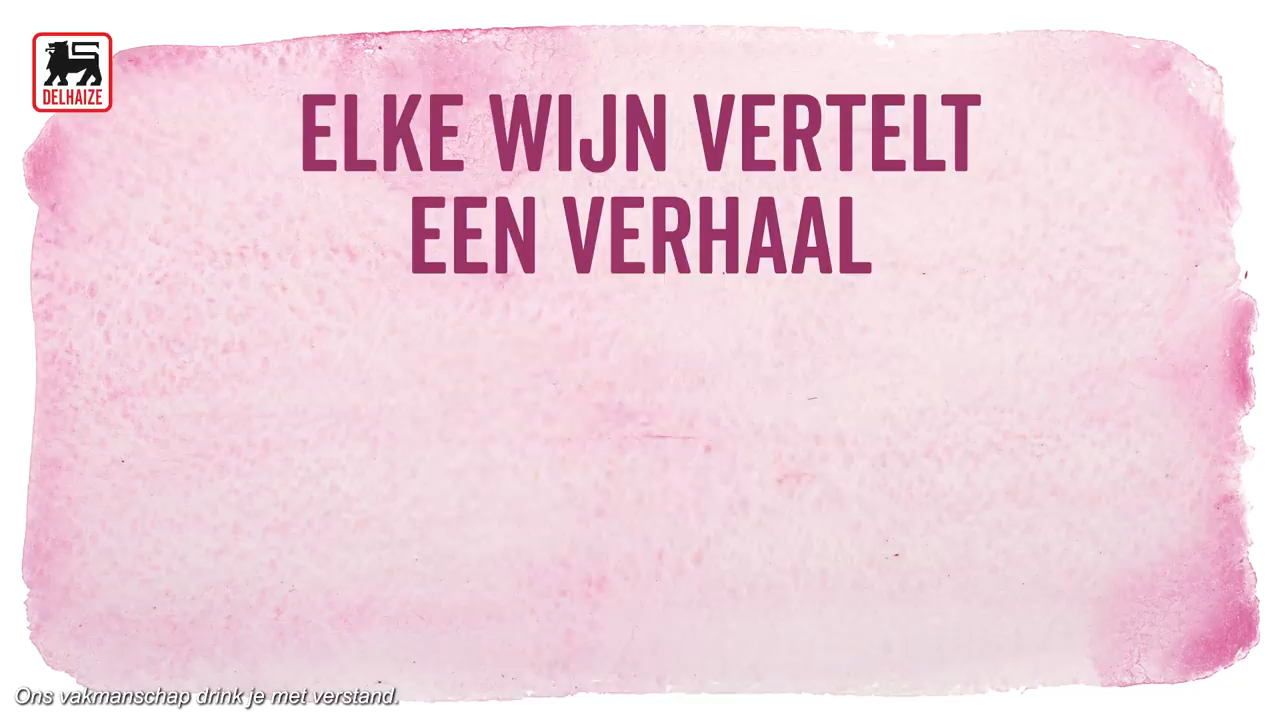 DELHAIZE
ELKE WIJN VERTELT
EEN VERHAAL
Ons vakmanschap drink je met verstand.